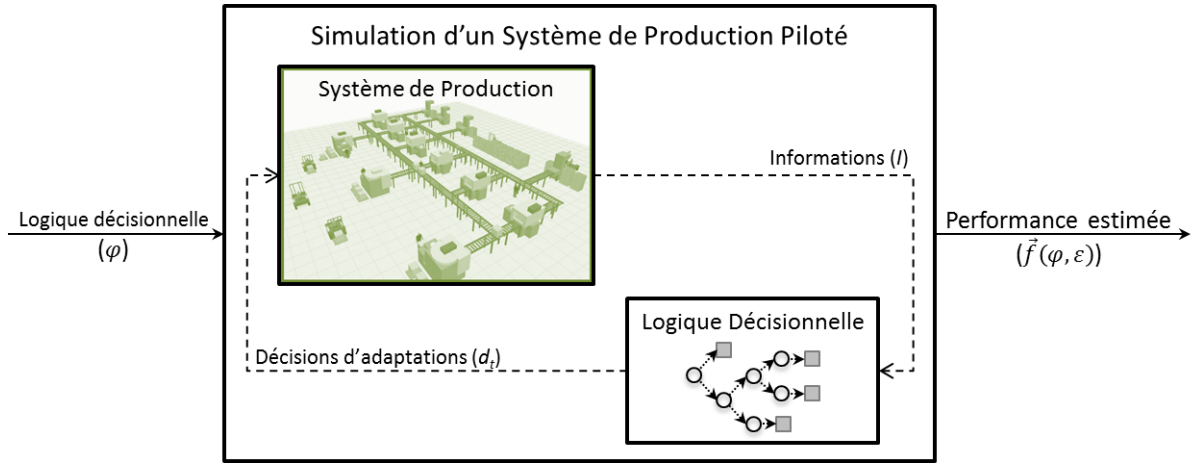 Simulation d’un Système de Production Piloté
Système de Production
Informations (I)
Logique décisionnelle
(φ)
Performance estimée
(f⃗(φ, ε))
Logique Décisionnelle
Décisions d’adaptations (dₜ)